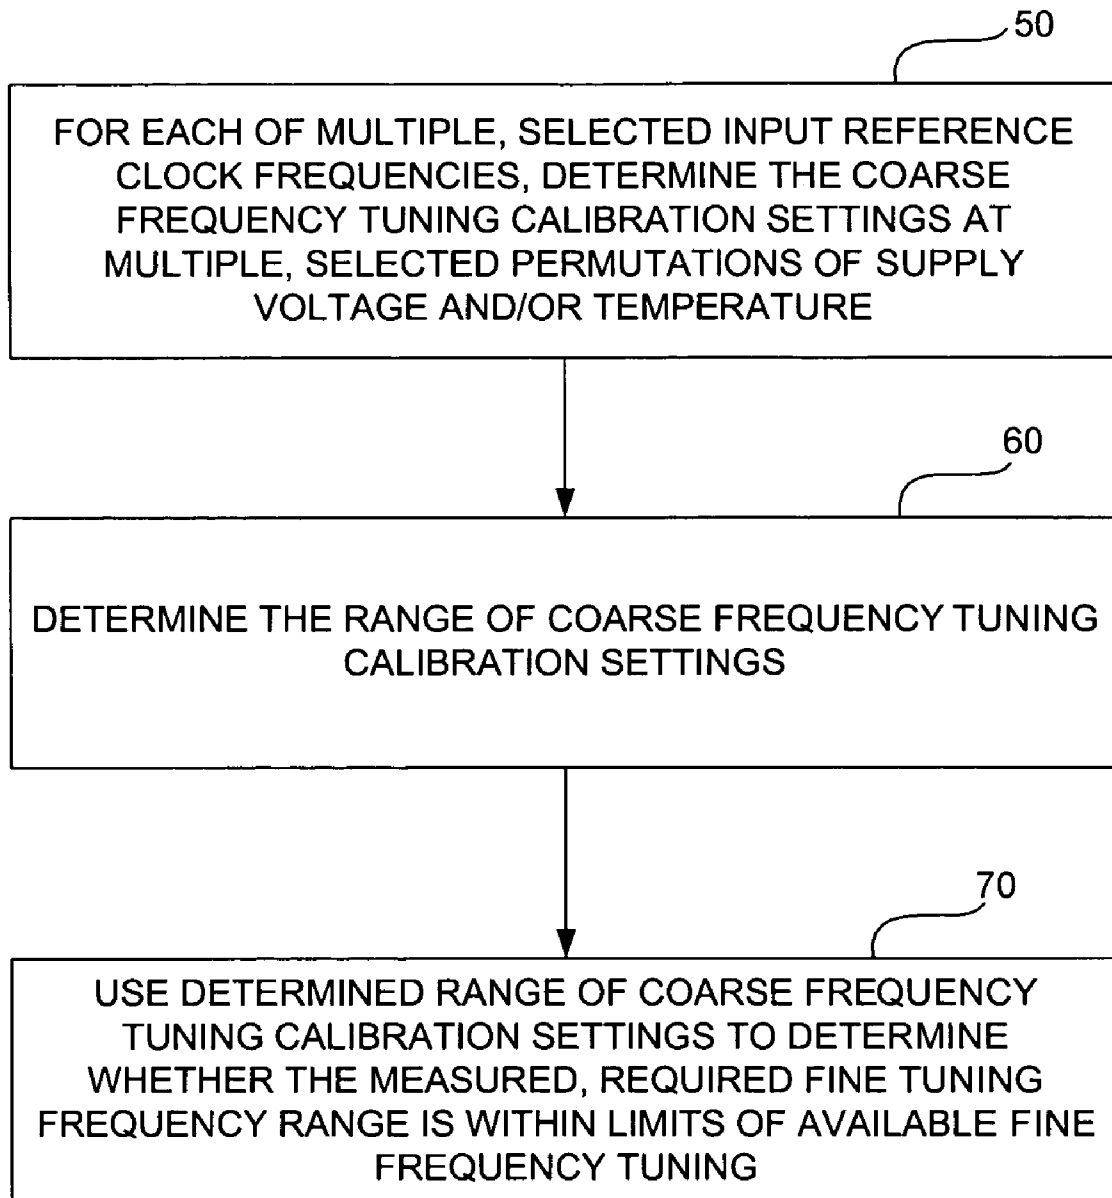 50
FOR EACH OF MULTIPLE, SELECTED INPUT REFERENCE
CLOCK FREQUENCIES, DETERMINE THE COARSE
FREQUENCY TUNING CALIBRATION SETTINGS AT
MULTIPLE, SELECTED PERMUTATIONS OF SUPPLY
VOLTAGE AND/OR TEMPERATURE
60
DETERMINE THE RANGE OF COARSE FREQUENCY TUNING
CALIBRATION SETTINGS
70
USE DETERMINED RANGE OF COARSE FREQUENCY
TUNING CALIBRATION SETTINGS TO DETERMINE
WHETHER THE MEASURED, REQUIRED FINE TUNING
FREQUENCY RANGE IS WITHIN LIMITS OF AVAILABLE FINE
FREQUENCY TUNING